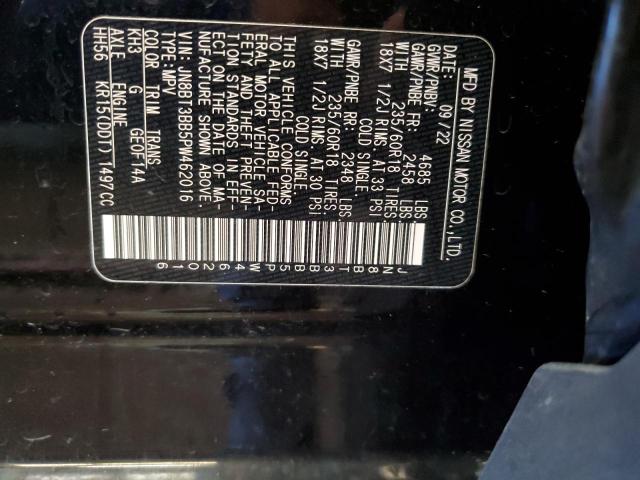 MFD BY NISSAN MOTOR CO.,LTD.
09 / 22
GVWR/PNBV: 4685 LBS
GAWR/PNBE FR: 2458 LBS.
WITH 235/60R18 TIRES.
18X7 1/2J RIMS. AT 33 PSI
COLD SINGLE.
GAWR/PNBE RR: 2348 LBS.
WITH 235/60R18 TIRES.
18X7 1/2J RIMS. AT 30 PSI
COLD SINGLE.
THIS VEHICLE CONFORMS
TO ALL APPLICABLE FED-
ERAL MOTOR VEHICLE SA-
FETY AND THEFT PREVEN-
TION STANDARDS IN EFF-
ECT ON THE DATE OF MA-
NUFACTURE SHOWN ABOVE.
VIN:JN8BT3BB5PW462016
TYPE:MPV
COLOR TRIM TRANS
KH3 G GE0F14A
AXLE ENGINE
HH56 KR15(DDT) 1497CC
JN8BT3BB5PW462016